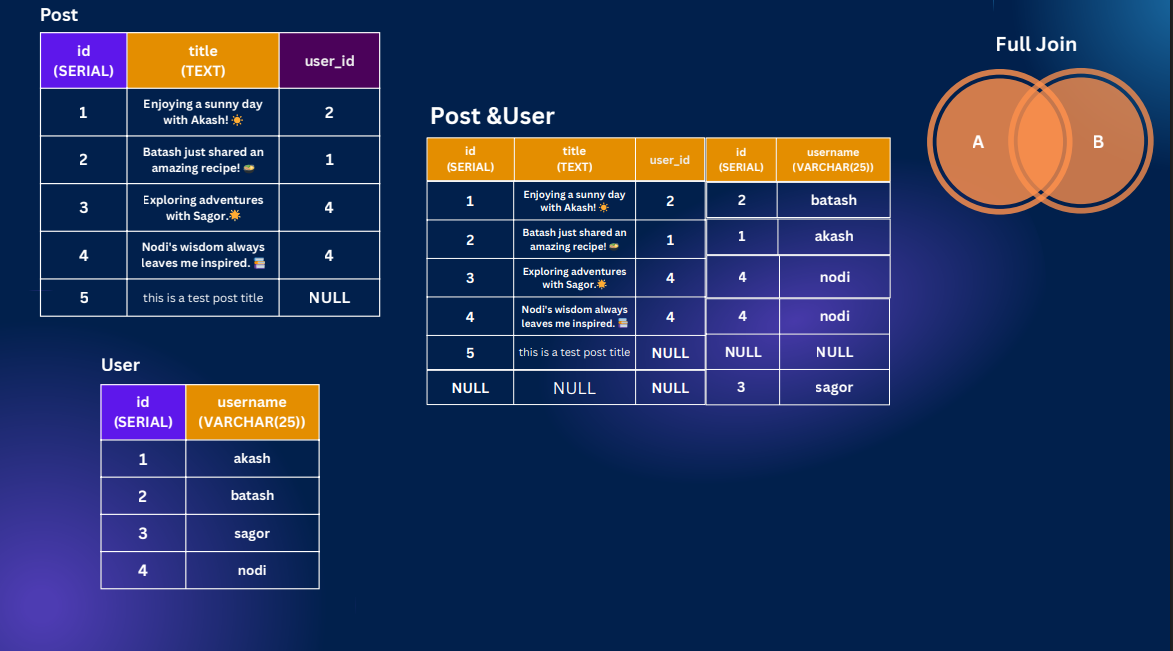 Post
id
(SERIAL)
title
(TEXT)
user_id
1
Enjoying a sunny day
with Akash! ☀️
2
2
Batash just shared an
amazing recipe! 🍛
1
3
Exploring adventures
with Sagor.☀️
4
4
Nodi's wisdom always
leaves me inspired. 📚
4
5
this is a test post title
NULL
User
id
(SERIAL)
username
(VARCHAR(25))
1
akash
2
batash
3
sagor
4
nodi
Post &User
id
(SERIAL)
title
(TEXT)
user_id
id
(SERIAL)
username
(VARCHAR(25))
1
Enjoying a sunny day
with Akash! ☀️
2
2
batash
2
Batash just shared an
amazing recipe! 🍛
1
1
akash
3
Exploring adventures
with Sagor.☀️
4
4
nodi
4
Nodi's wisdom always
leaves me inspired. 📚
4
4
nodi
5
this is a test post title
NULL
NULL
NULL
NULL
NULL
NULL
3
sagor
Full Join
A
B